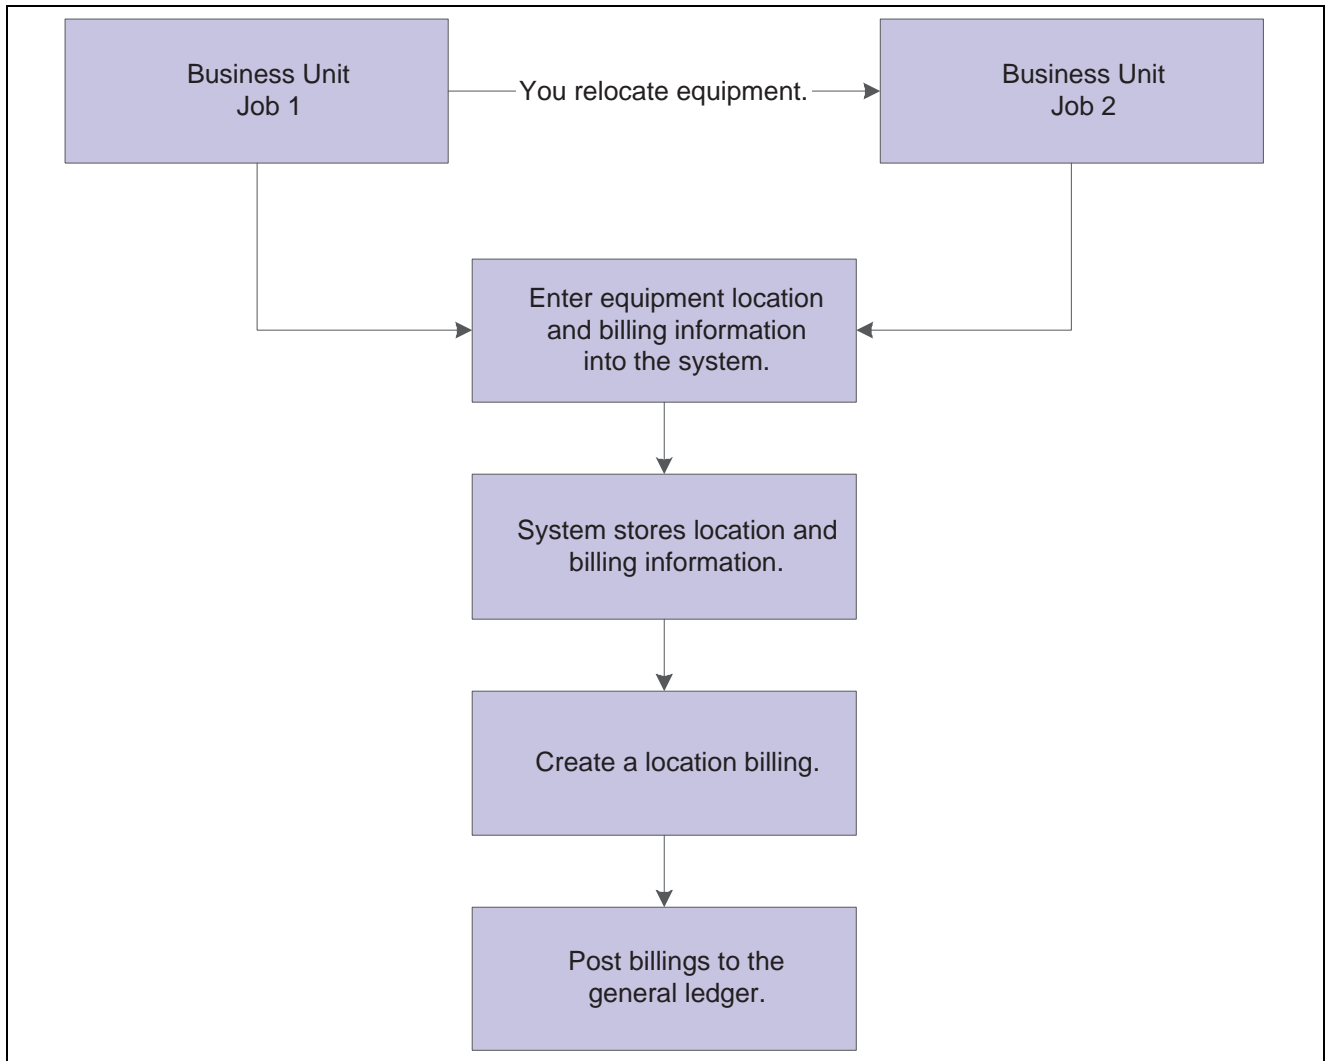 Business Unit
Job 1
You relocate equipment.
Business Unit
Job 2
Enter equipment location
and billing information
into the system.
System stores location and
billing information.
Create a location billing.
Post billings to the
general ledger.